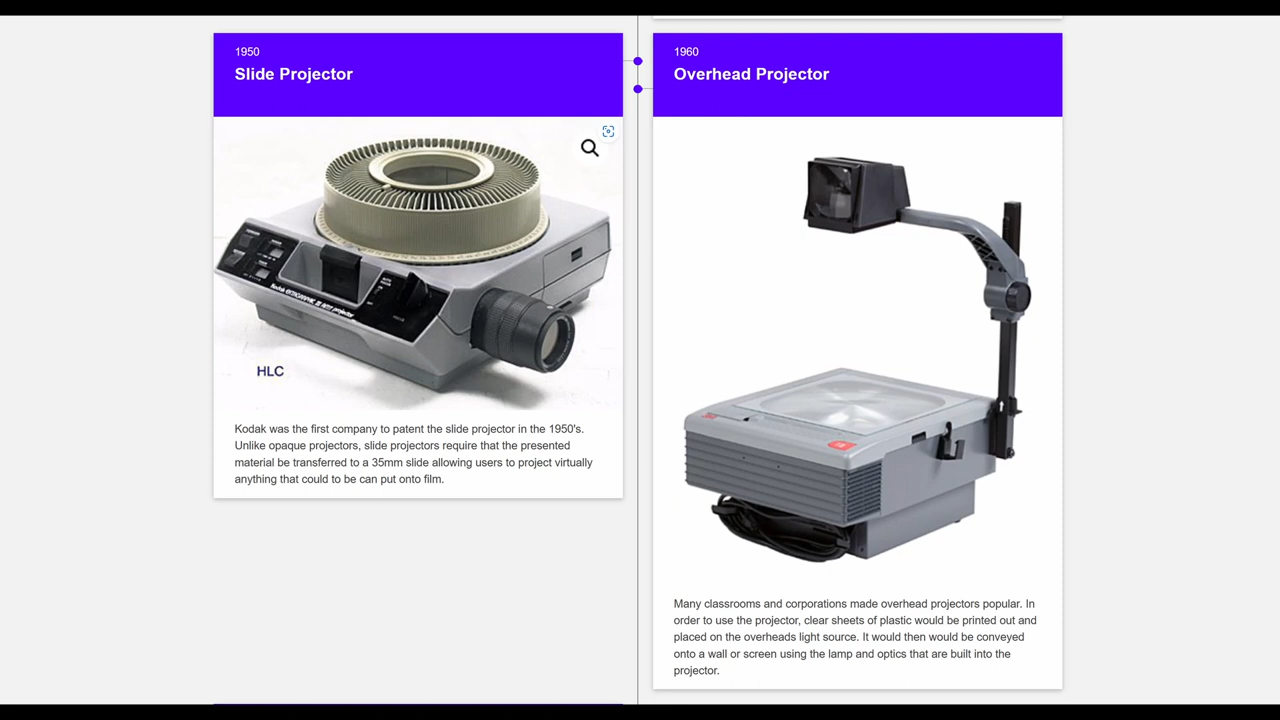 1950
Slide Projector
Kodak EKTAGRAPHIC III projector
HLC
Kodak was the first company to patent the slide projector in the 1950's.
Unlike opaque projectors, slide projectors require that the presented
material be transferred to a 35mm slide allowing users to project virtually
anything that could to be can put onto film.
1960
Overhead Projector
Many classrooms and corporations made overhead projectors popular. In
order to use the projector, clear sheets of plastic would be printed out and
placed on the overheads light source. It would then would be conveyed
onto a wall or screen using the lamp and optics that are built into the
projector.